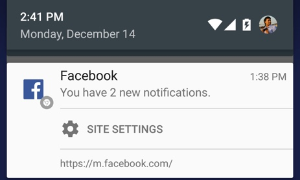 2:41 PM
Monday, December 14
Facebook
1:38 PM
You have 2 new notifications.
SITE SETTINGS
https://m.facebook.com/